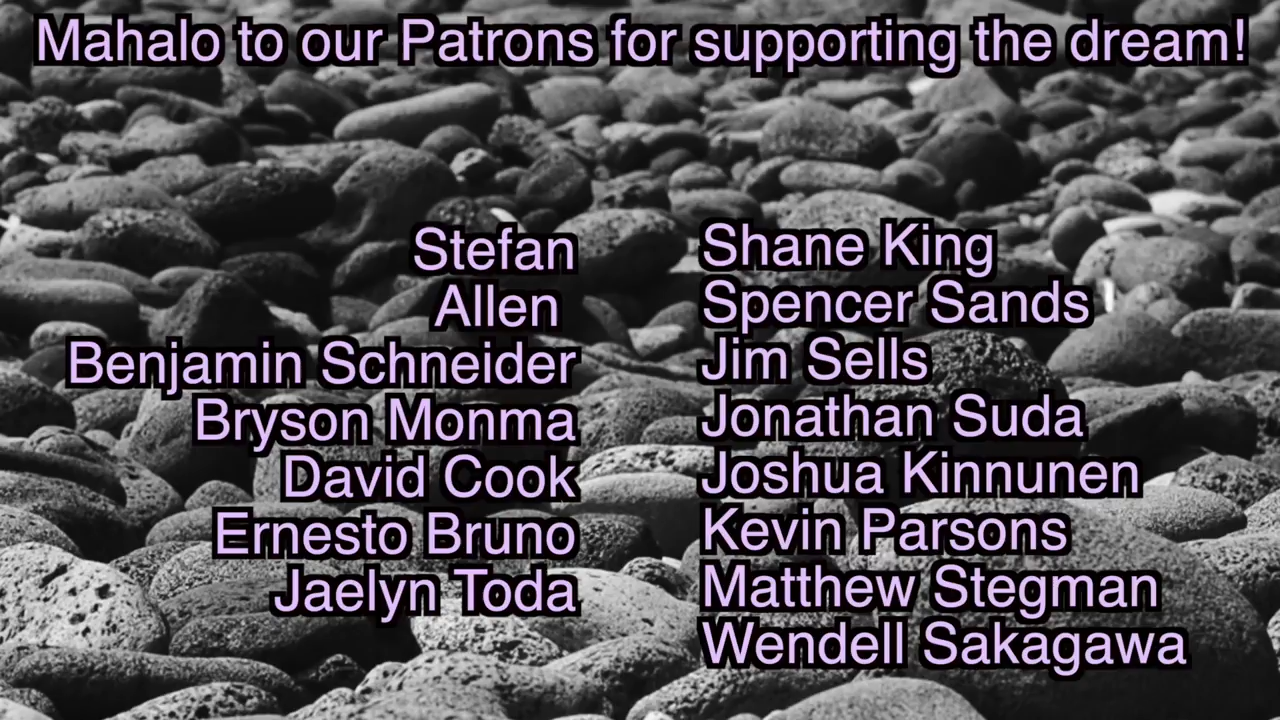 Mahalo to our Patrons for supporting the dream!
Stefan
Allen
Benjamin Schneider
Bryson Monma
David Cook
Ernesto Bruno
Jaelyn Toda
Shane King
Spencer Sands
Jim Sells
Jonathan Suda
Joshua Kinnunen
Kevin Parsons
Matthew Stegman
Wendell Sakagawa